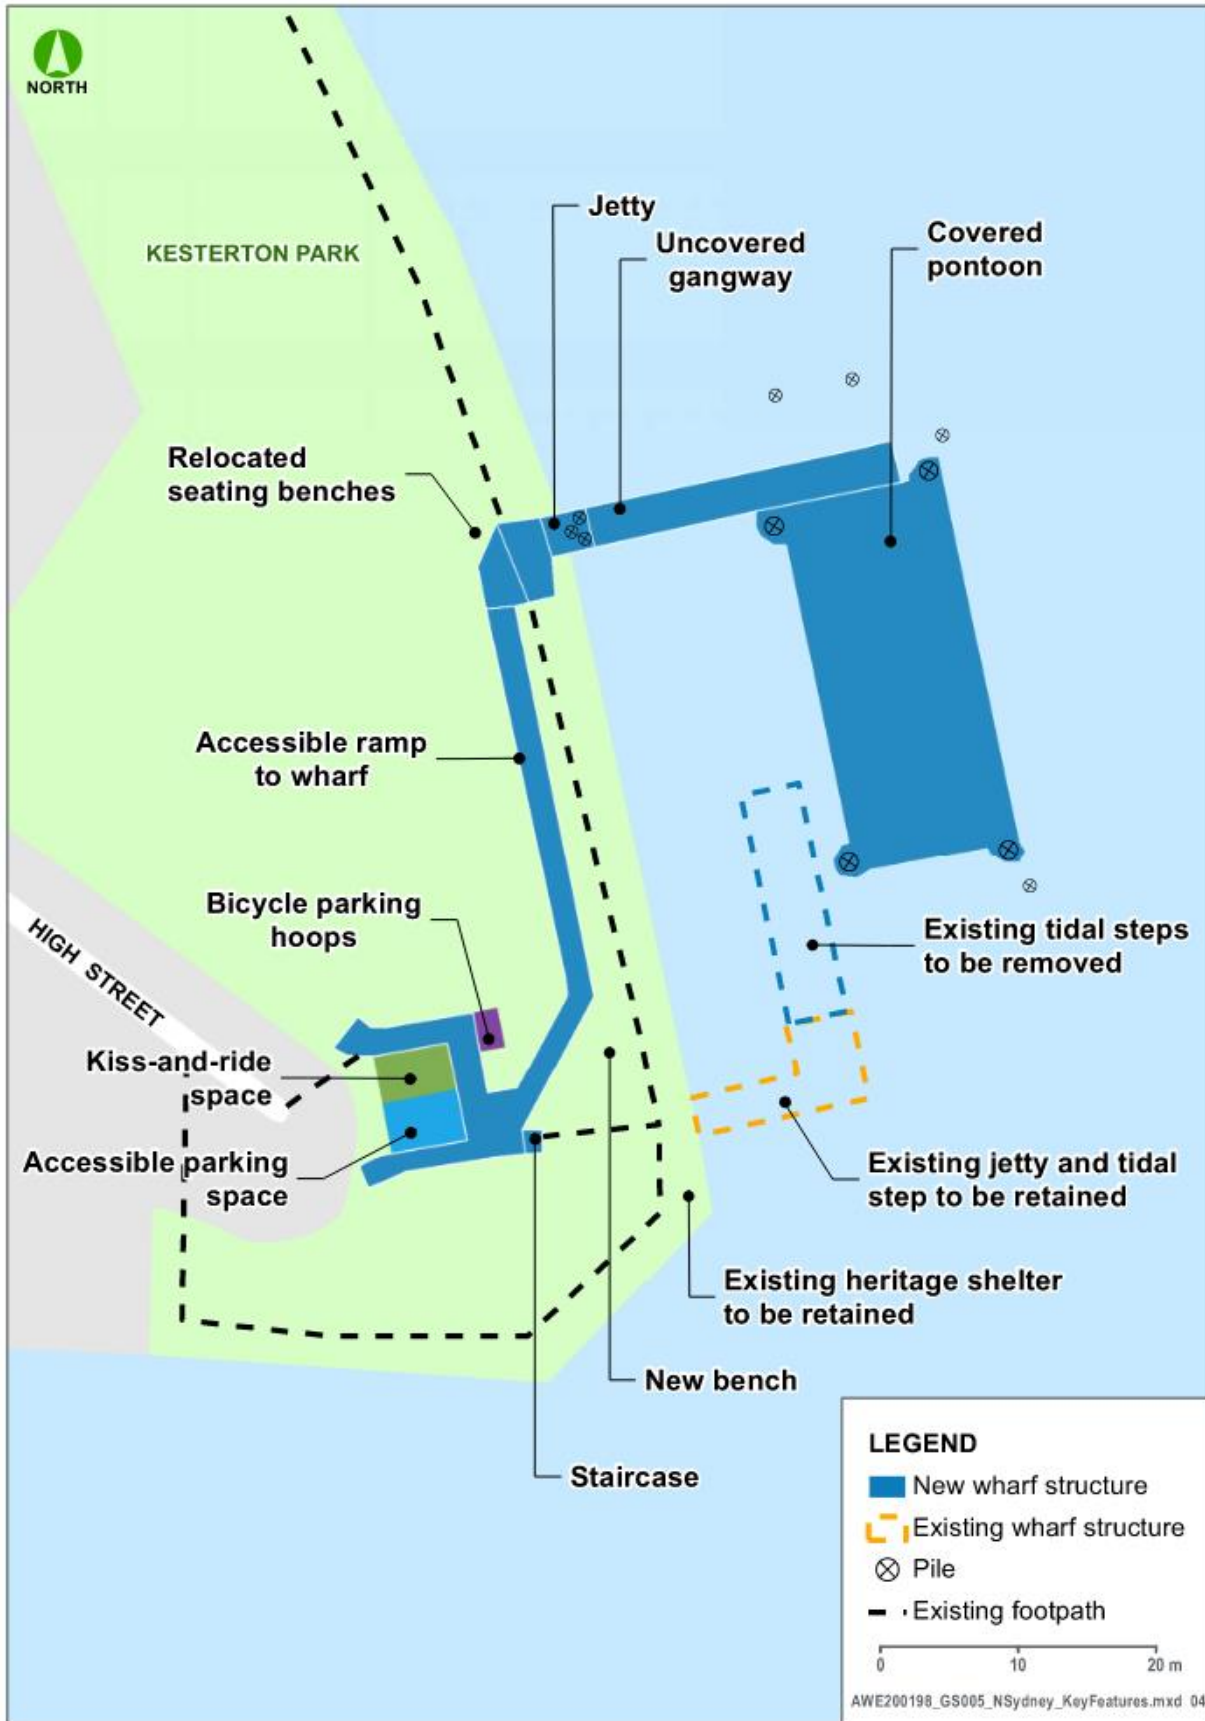 NORTH
KESTERTON PARK
Jetty
Uncovered
gangway
Covered
pontoon
Relocated
seating benches
Accessible ramp
to wharf
Bicycle parking
hoops
HIGH STREET
Existing tidal steps
to be removed
Kiss-and-ride
space
Accessible parking
space
Existing jetty and tidal
step to be retained
Existing heritage shelter
to be retained
New bench
Staircase
LEGEND
New wharf structure
Existing wharf structure
Pile
Existing footpath
0 10 20 m
AWE200198_GS005_NSydney_KeyFeatures.mxd 04